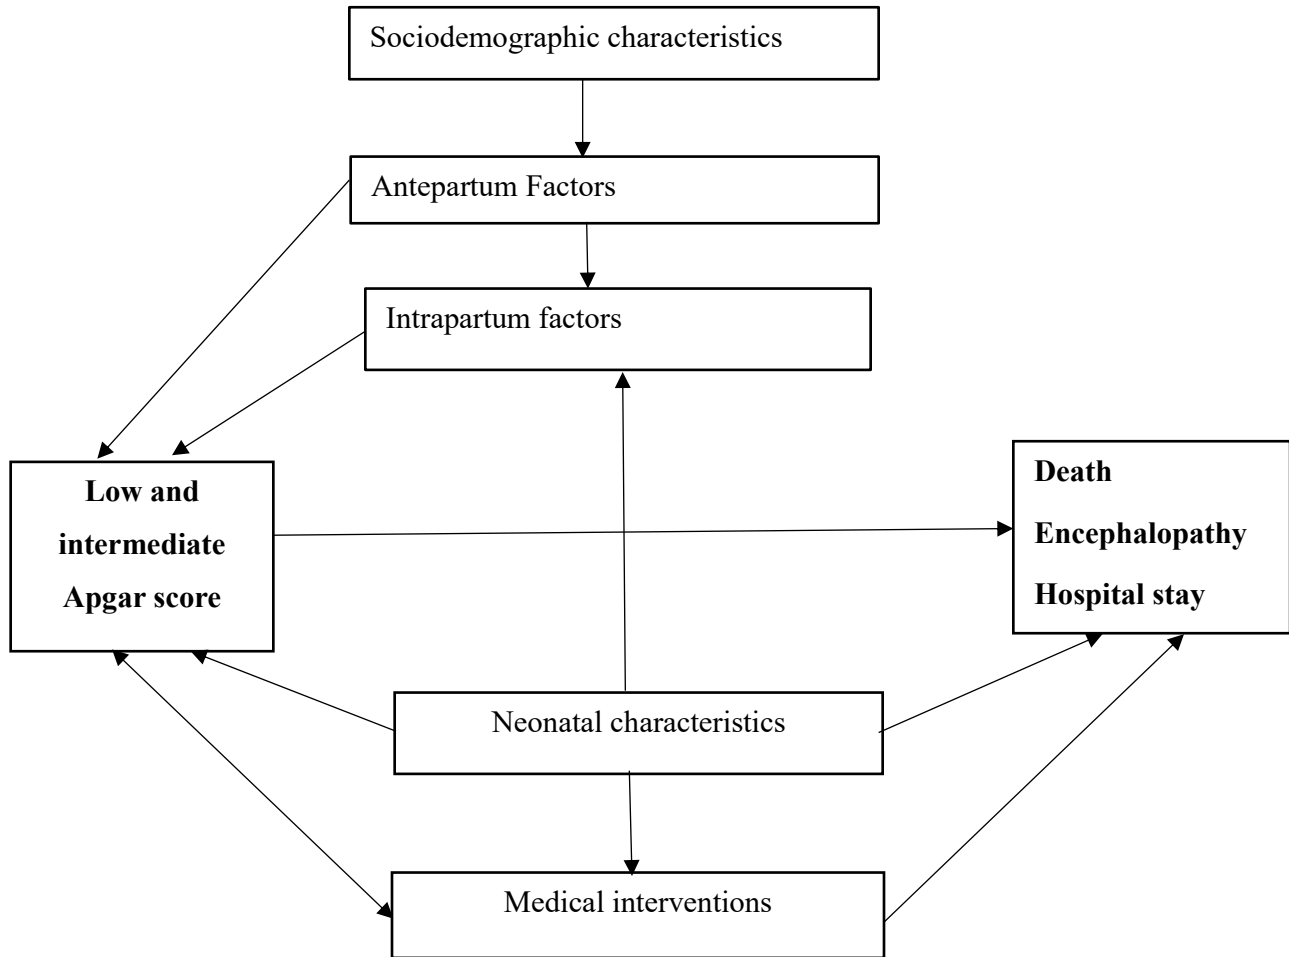 Sociodemographic characteristics
Antepartum Factors
Intrapartum factors
Low and
intermediate
Apgar score
Death
Encephalopathy
Hospital stay
Neonatal characteristics
Medical interventions